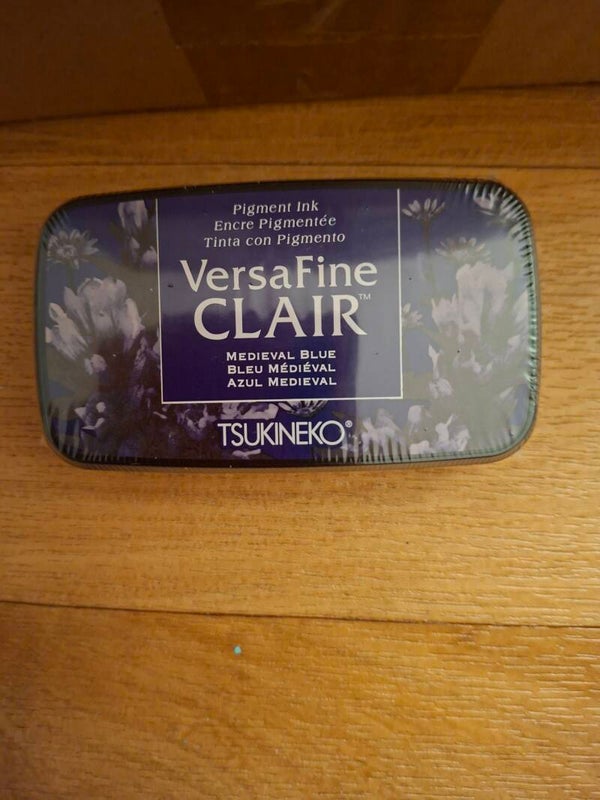 Pigment Ink
Encre Pigmentée
Tinta con Pigmento
VersaFine
CLAIR™
MEDIEVAL BLUE
BLEU MÉDIÉVAL
AZUL MEDIEVAL
TSUKINEKO®